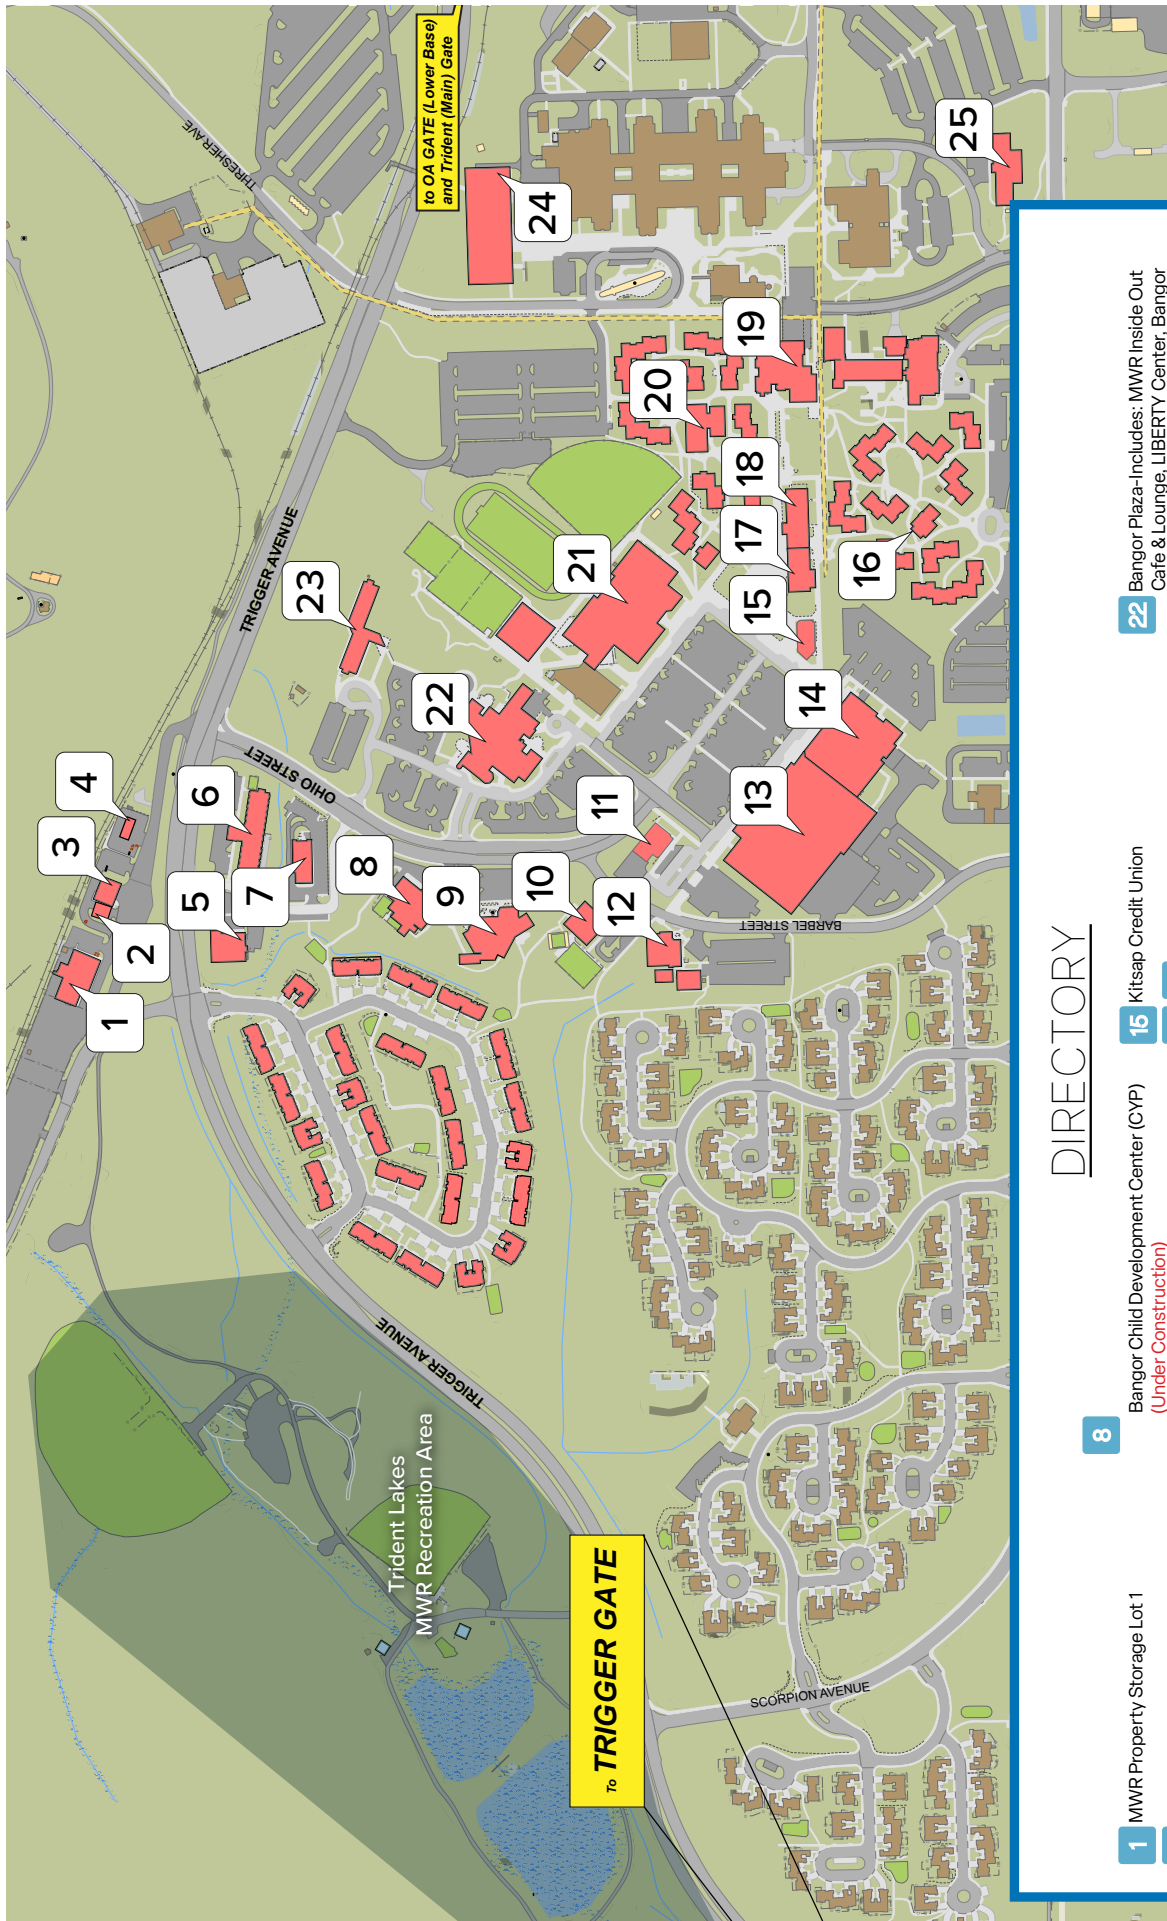 to OA GATE (Lower Base)
and Trident (Main) Gate
THRESHER AVE
TRIGGER AVENUE
OHIO STREET
BARBEL STREET
TRIGGER AVENUE
SCORPION AVENUE
Trident Lakes
MWR Recreation Area
To TRIGGER GATE
1
2
3
4
5
6
7
8
9
10
11
12
13
14
15
16
17
18
19
20
21
22
23
24
25
DIRECTORY
1 MWR Property Storage Lot 1
8 Bangor Child Development Center (CYP)
(Under Construction)
15 Kitsap Credit Union
22 Bangor Plaza-Includes: MWR Inside Out
Cafe & Lounge, LIBERTY Center, Bangor